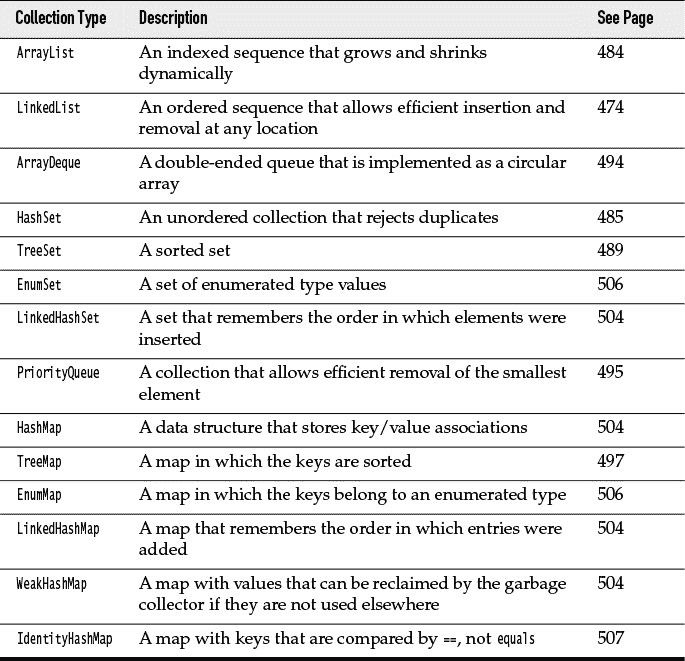 Collection Type Description See Page
ArrayList An indexed sequence that grows and shrinks 484
dynamically
LinkedList An ordered sequence that allows efficient insertion and 474
removal at any location
ArrayDeque A double-ended queue that is implemented as a circular 494
array
HashSet An unordered collection that rejects duplicates 485
TreeSet A sorted set 489
EnumSet A set of enumerated type values 506
LinkedHashSet A set that remembers the order in which elements were 504
inserted
PriorityQueue A collection that allows efficient removal of the smallest 495
element
HashMap A data structure that stores key/value associations 504
TreeMap A map in which the keys are sorted 497
EnumMap A map in which the keys belong to an enumerated type 506
LinkedHashMap A map that remembers the order in which entries were 504
added
WeakHashMap A map with values that can be reclaimed by the garbage 504
collector if they are not used elsewhere
IdentityHashMap A map with keys that are compared by ==, not equals 507